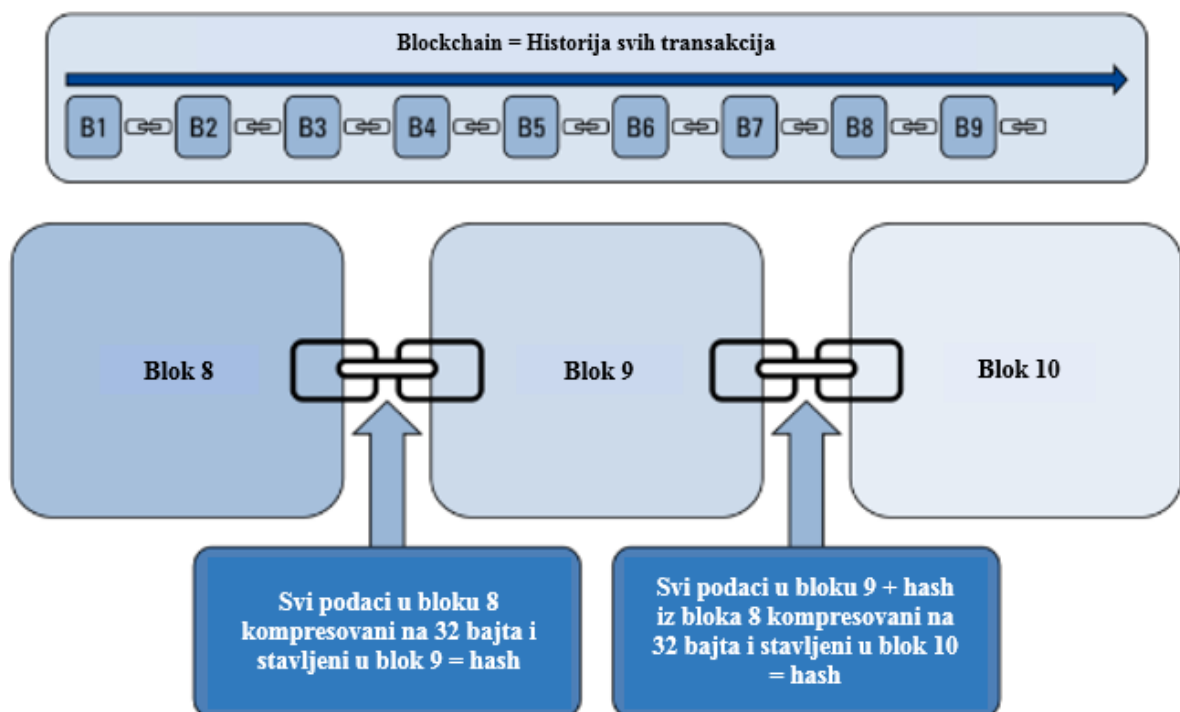 Blockchain = Historija svih transakcija
B1 B2 B3 B4 B5 B6 B7 B8 B9
Blok 8
Blok 9
Blok 10
Svi podaci u bloku 8
kompresovani na 32 bajta i
stavljeni u blok 9 = hash
Svi podaci u bloku 9 + hash
iz bloka 8 kompresovani na
32 bajta i stavljeni u blok 10
= hash